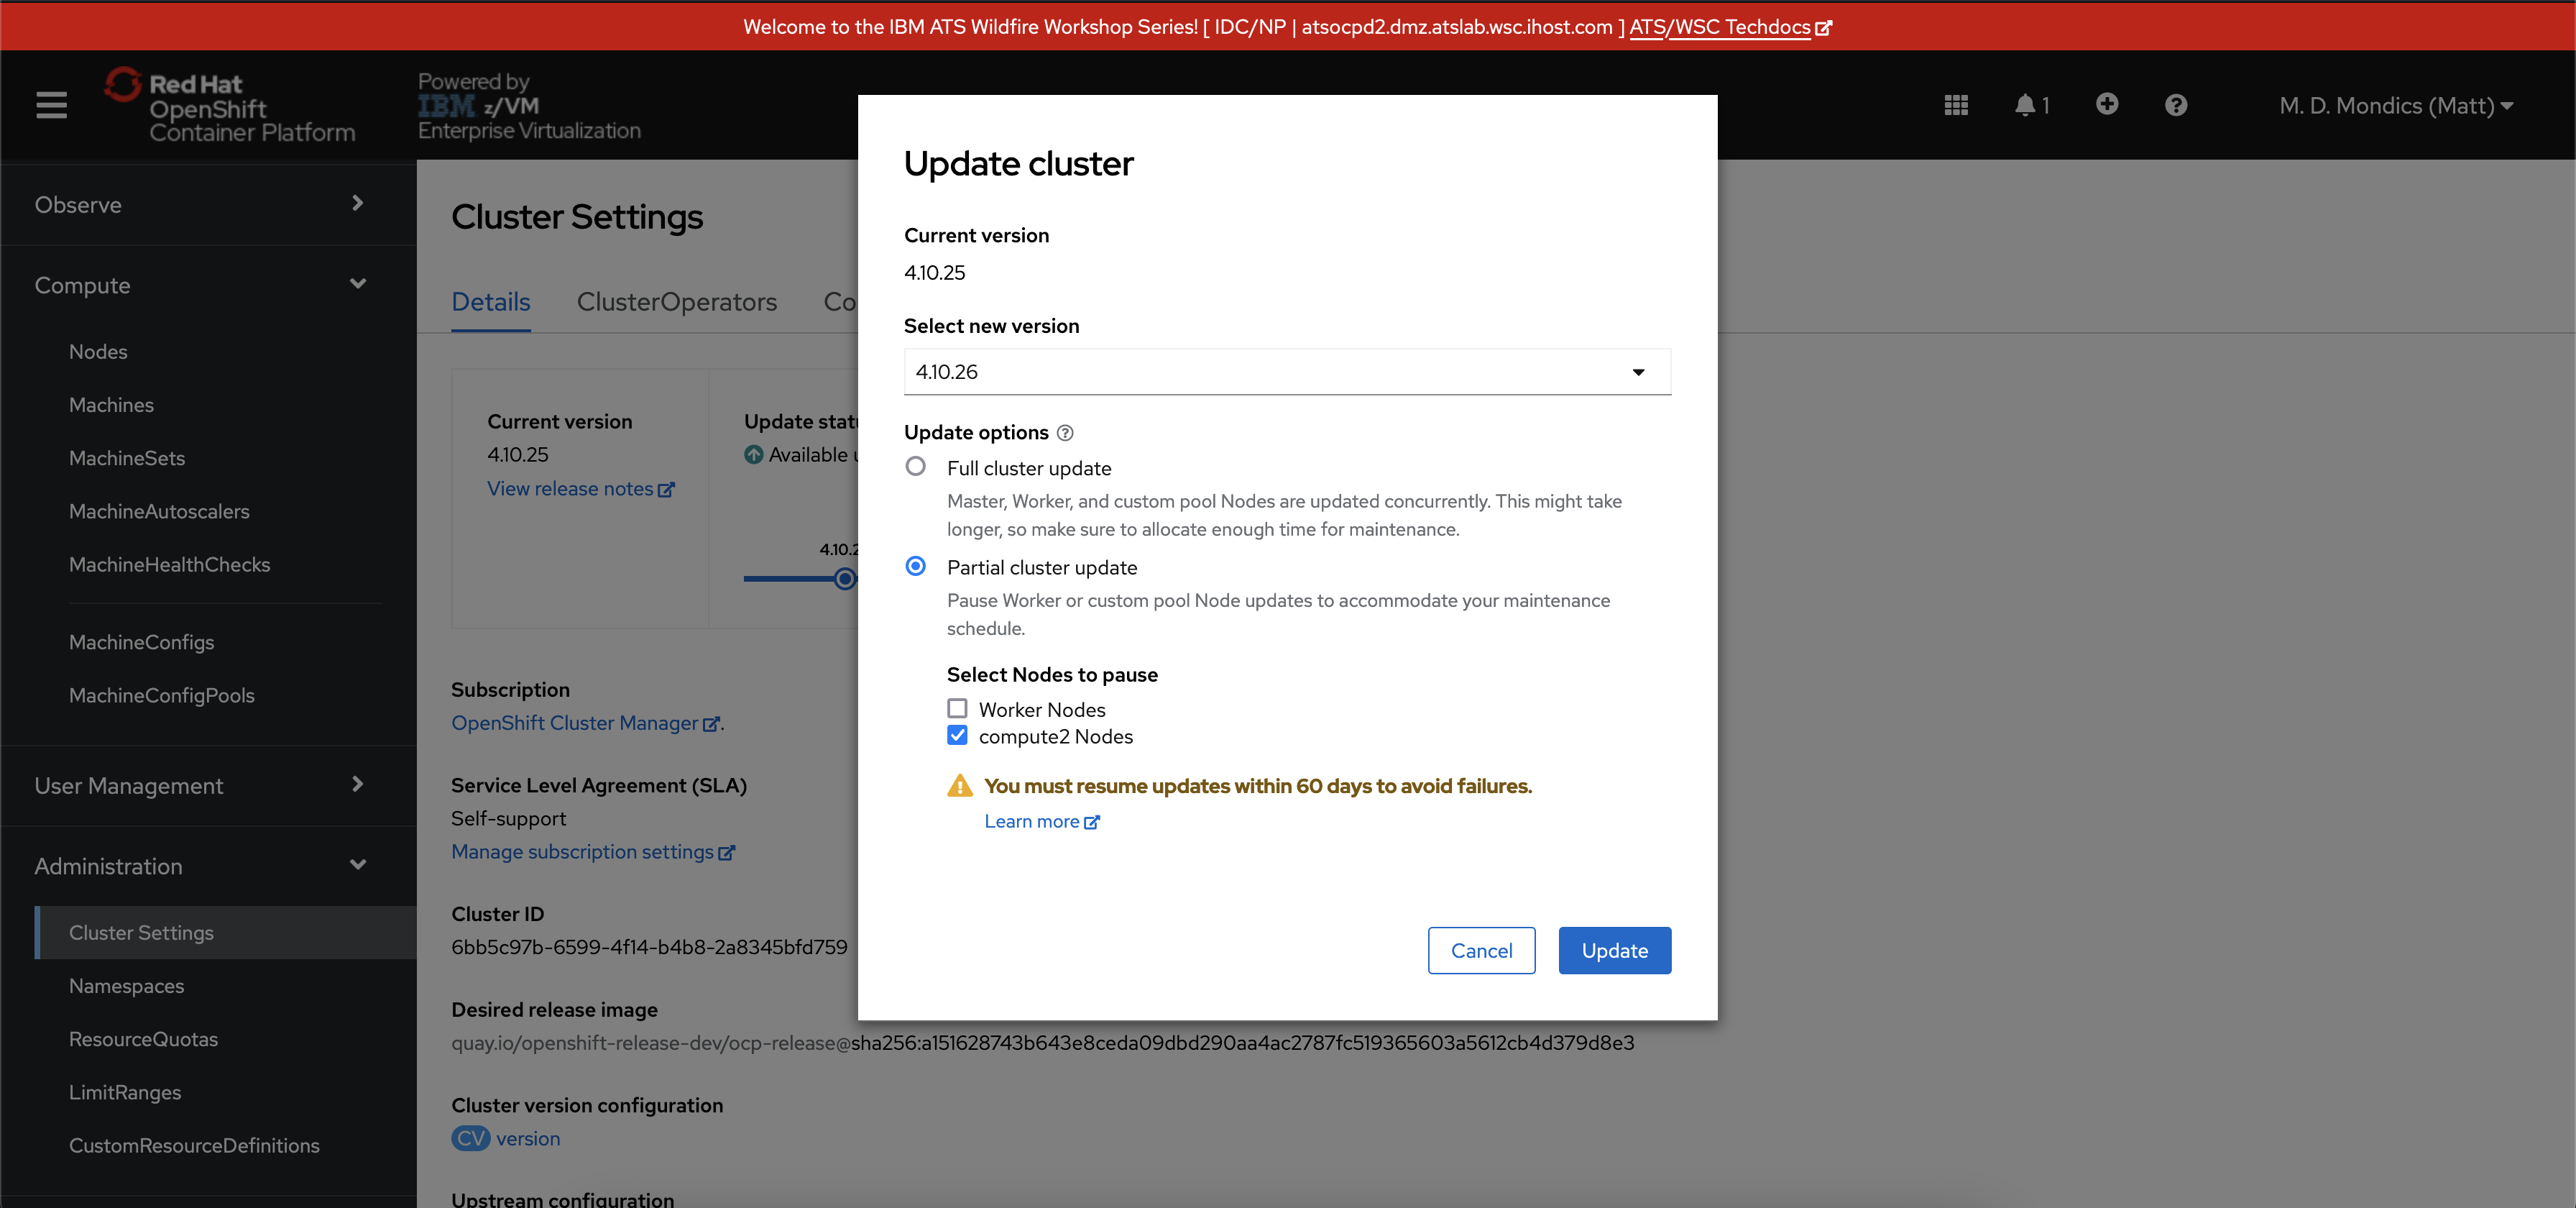 Welcome to the IBM ATS Wildfire Workshop Series! [ IDC/NP | atsocpd2.dmz.atslab.wsc.ihost.com ] ATS/WSC Techdocs
Red Hat
OpenShift
Container Platform
Powered by
IBM z/VM
Enterprise Virtualization
1
M. D. Mondics (Matt)
Observe
Compute
Nodes
Machines
MachineSets
MachineAutoscalers
MachineHealthChecks
MachineConfigs
MachineConfigPools
User Management
Administration
Cluster Settings
Namespaces
ResourceQuotas
LimitRanges
CustomResourceDefinitions
Cluster Settings
Details
ClusterOperators
Co
Current version
4.10.25
View release notes
Update stat
Available
4.10.2
Subscription
OpenShift Cluster Manager.
Service Level Agreement (SLA)
Self-support
Manage subscription settings
Cluster ID
6bb5c97b-6599-4f14-b4b8-2a8345bfd759
Desired release image
quay.io/openshift-release-dev/ocp-release@sha256:a151628743b643e8ceda09dbd290aa4ac2787fc519365603a5612cb4d379d8e3
Cluster version configuration
CV version
Upstream configuration
Update cluster
Current version
4.10.25
Select new version
4.10.26
Update options
Full cluster update
Master, Worker, and custom pool Nodes are updated concurrently. This might take
longer, so make sure to allocate enough time for maintenance.
Partial cluster update
Pause Worker or custom pool Node updates to accommodate your maintenance
schedule.
Select Nodes to pause
Worker Nodes
compute2 Nodes
You must resume updates within 60 days to avoid failures.
Learn more
Cancel
Update